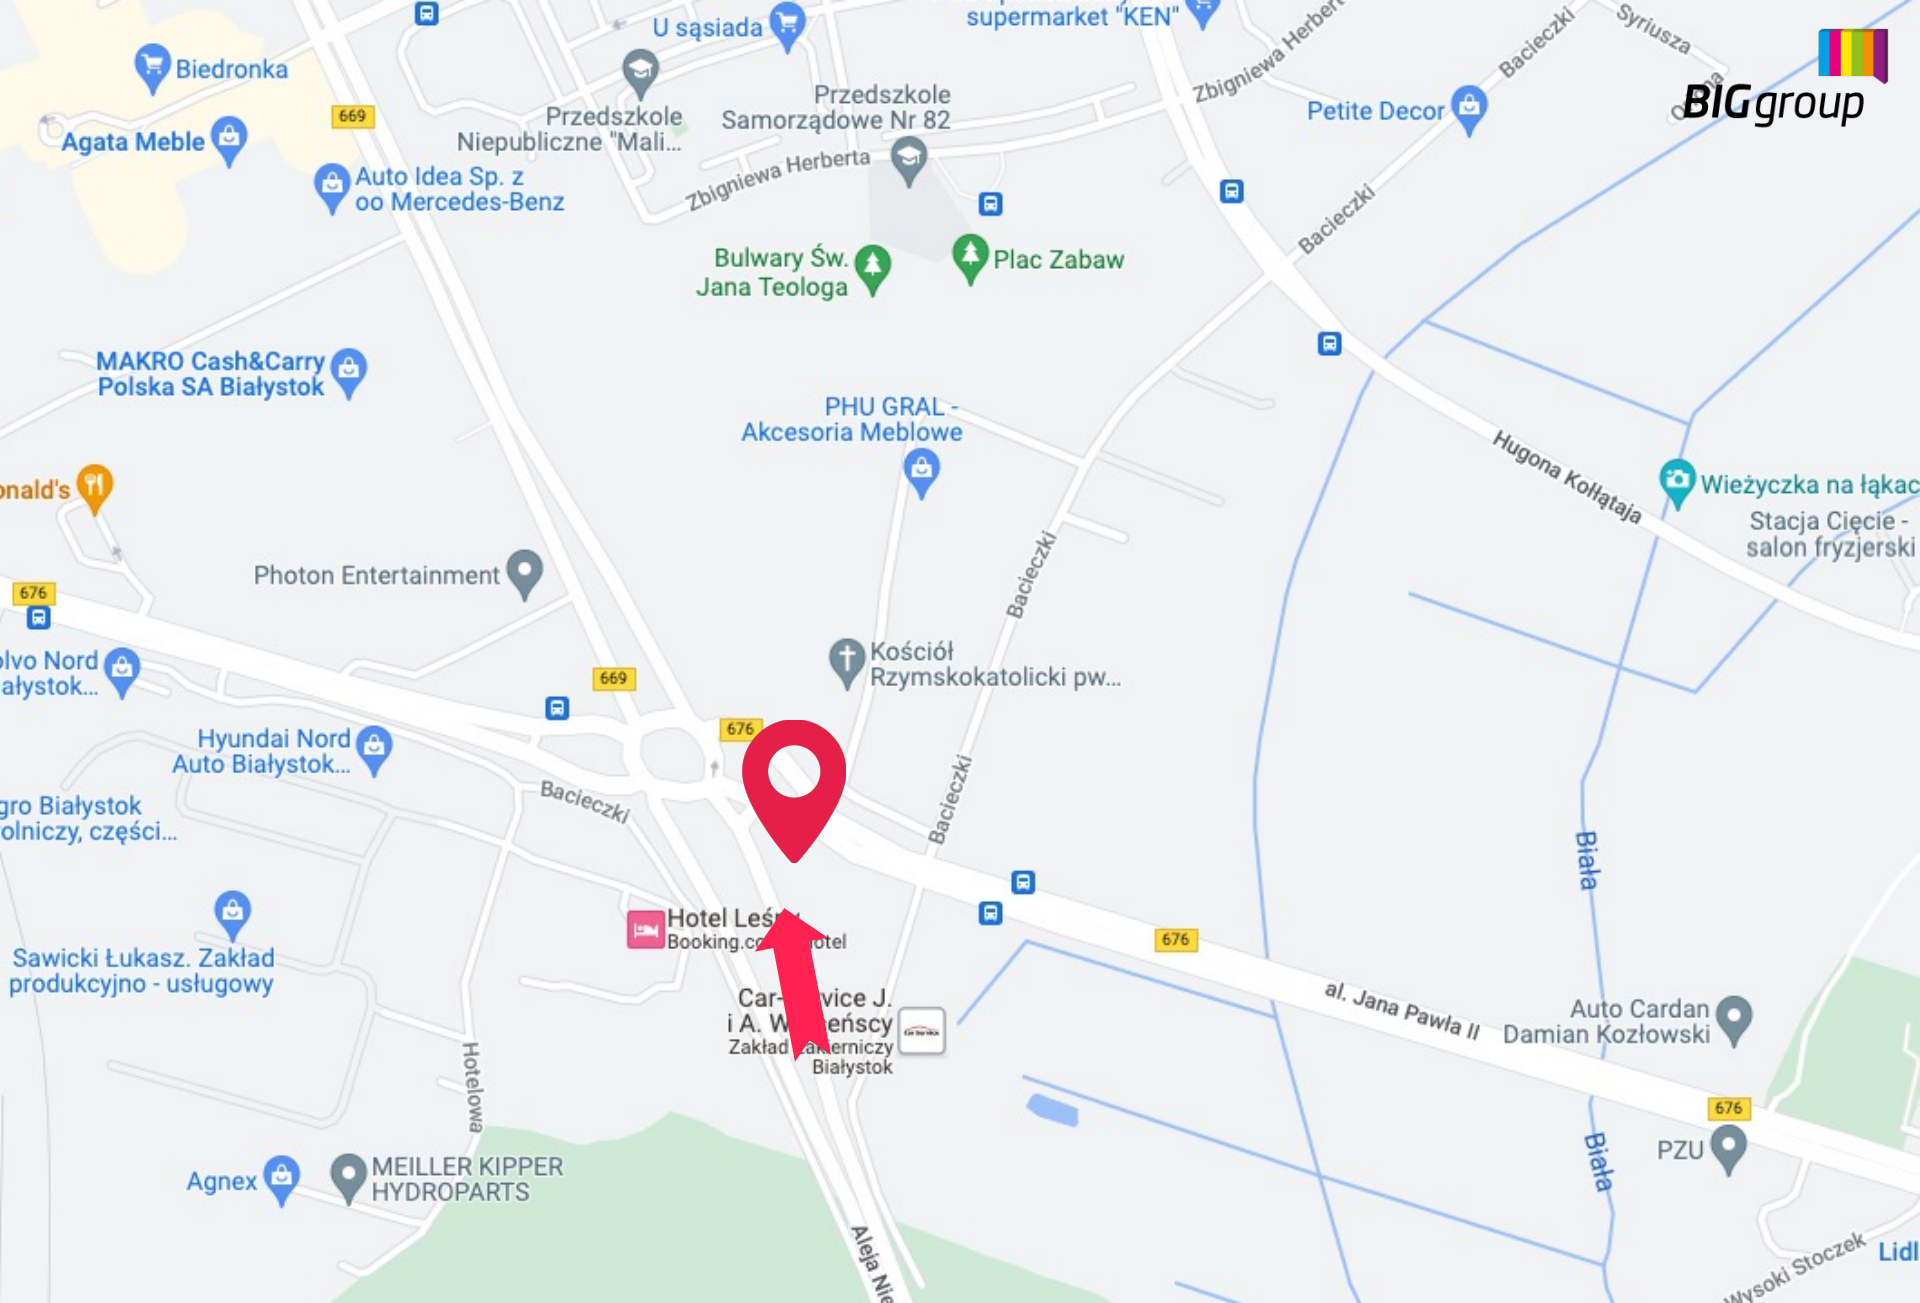 U sąsiada
supermarket "KEN"
Zbigniewa Herberta
Bacieczki
Syriusza
BIGgroup
Biedronka
Agata Meble
669
Auto Idea Sp. z
oo Mercedes-Benz
Przedszkole
Niepubliczne "Mali...
Przedszkole
Samorządowe Nr 82
Zbigniewa Herberta
Petite Decor
Bacieczki
Bulwary Św.
Jana Teologa
Plac Zabaw
MAKRO Cash&Carry
Polska SA Białystok
PHU GRAL -
Akcesoria Meblowe
Hugona Kołłątaja
Wieżyczka na łąkac
Stacja Cięcie -
salon fryzjerski
onald's
Photon Entertainment
Bacieczki
676
olvo Nord
ałystok...
Kościół
Rzymskokatolicki pw...
669
676
Hyundai Nord
Auto Białystok...
Bacieczki
Bacieczki
gro Białystok
olniczy, części...
Biała
Hotel
Booking.co
otel
676
Sawicki Łukasz. Zakład
produkcyjno - usługowy
Car-
vice J.
i A. W
eńscy
Zakład
erniczy
Białystok
Car Service
al. Jana Pawła II
Auto Cardan
Damian Kozłowski
Hotelowa
676
PZU
Biała
Agnex
MEILLER KIPPER
HYDROPARTS
Aleja Nie
Wysoki Stoczek
Lidl